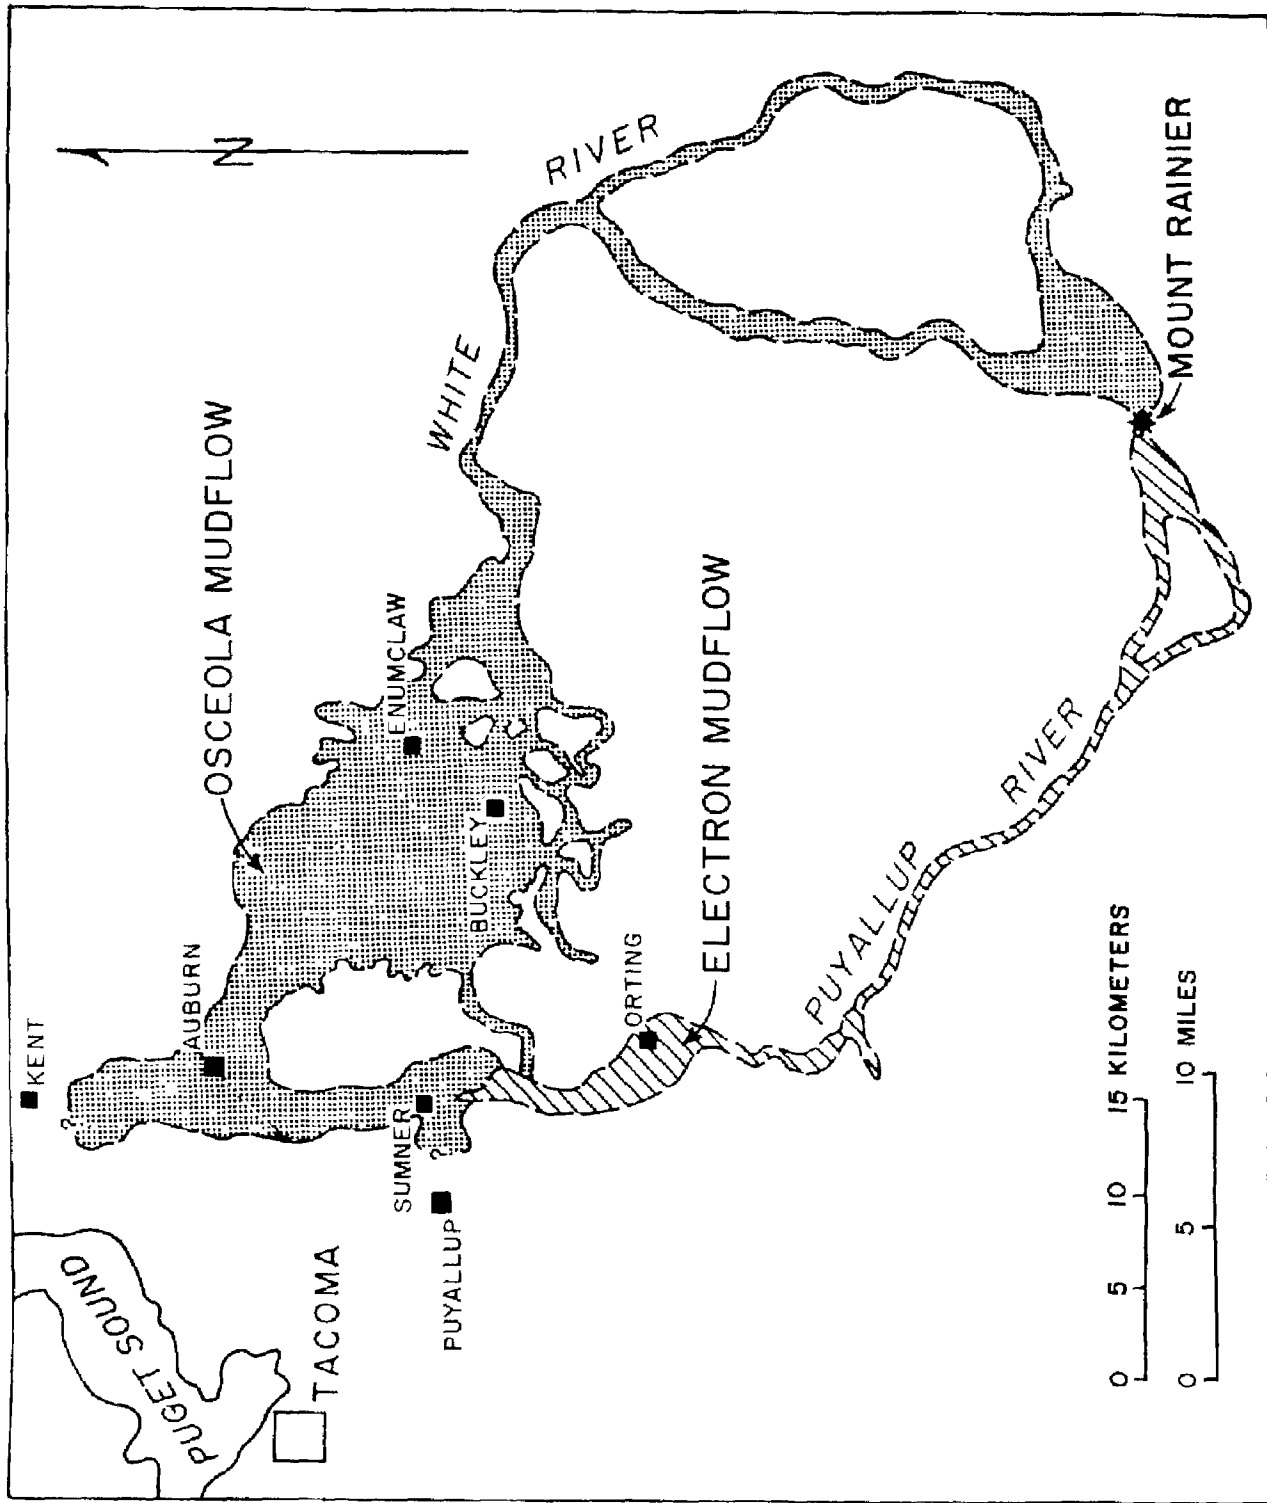 KENT
?
AUBURN
OSCEOLA MUDFLOW
N
PUGET SOUND
TACOMA
SUMNER
?
PUYALLUP
ENUMCLAW
BUCKLEY
WHITE
RIVER
ORTING
ELECTRON MUDFLOW
PUYALLUP
RIVER
MOUNT RAINIER
0 5 10 15 KILOMETERS
0 5 10 MILES